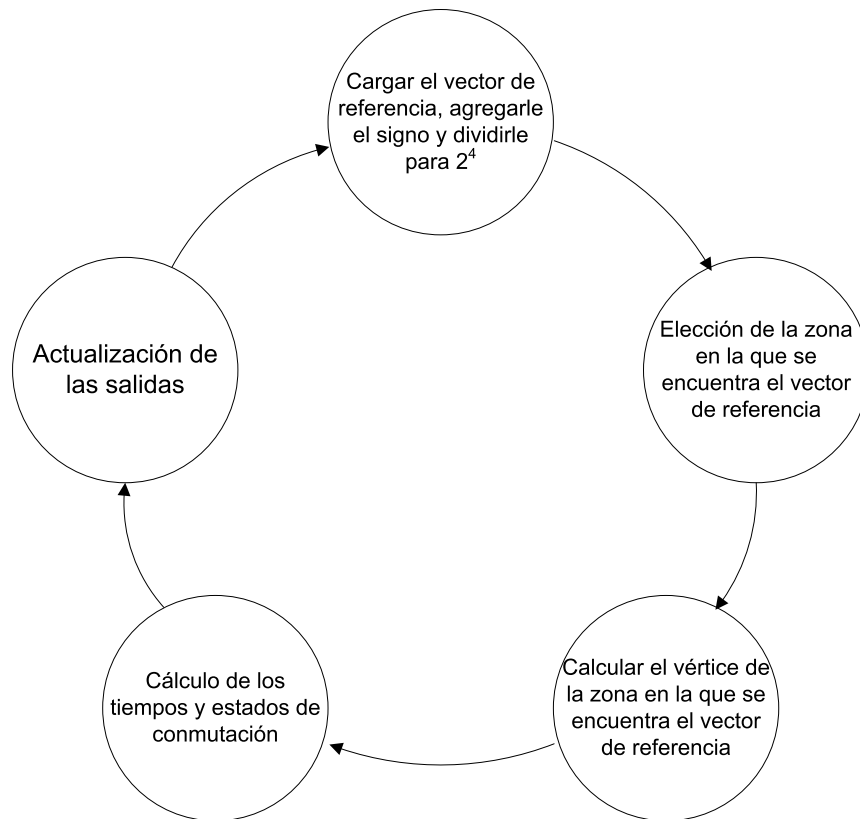 Cargar el vector de
referencia, agregarle
el signo y dividirle
para 2⁴
Elección de la zona
en la que se
encuentra el vector
de referencia
Calcular el vértice de
la zona en la que se
encuentra el vector
de referencia
Cálculo de los
tiempos y estados de
conmutación
Actualización de
las salidas